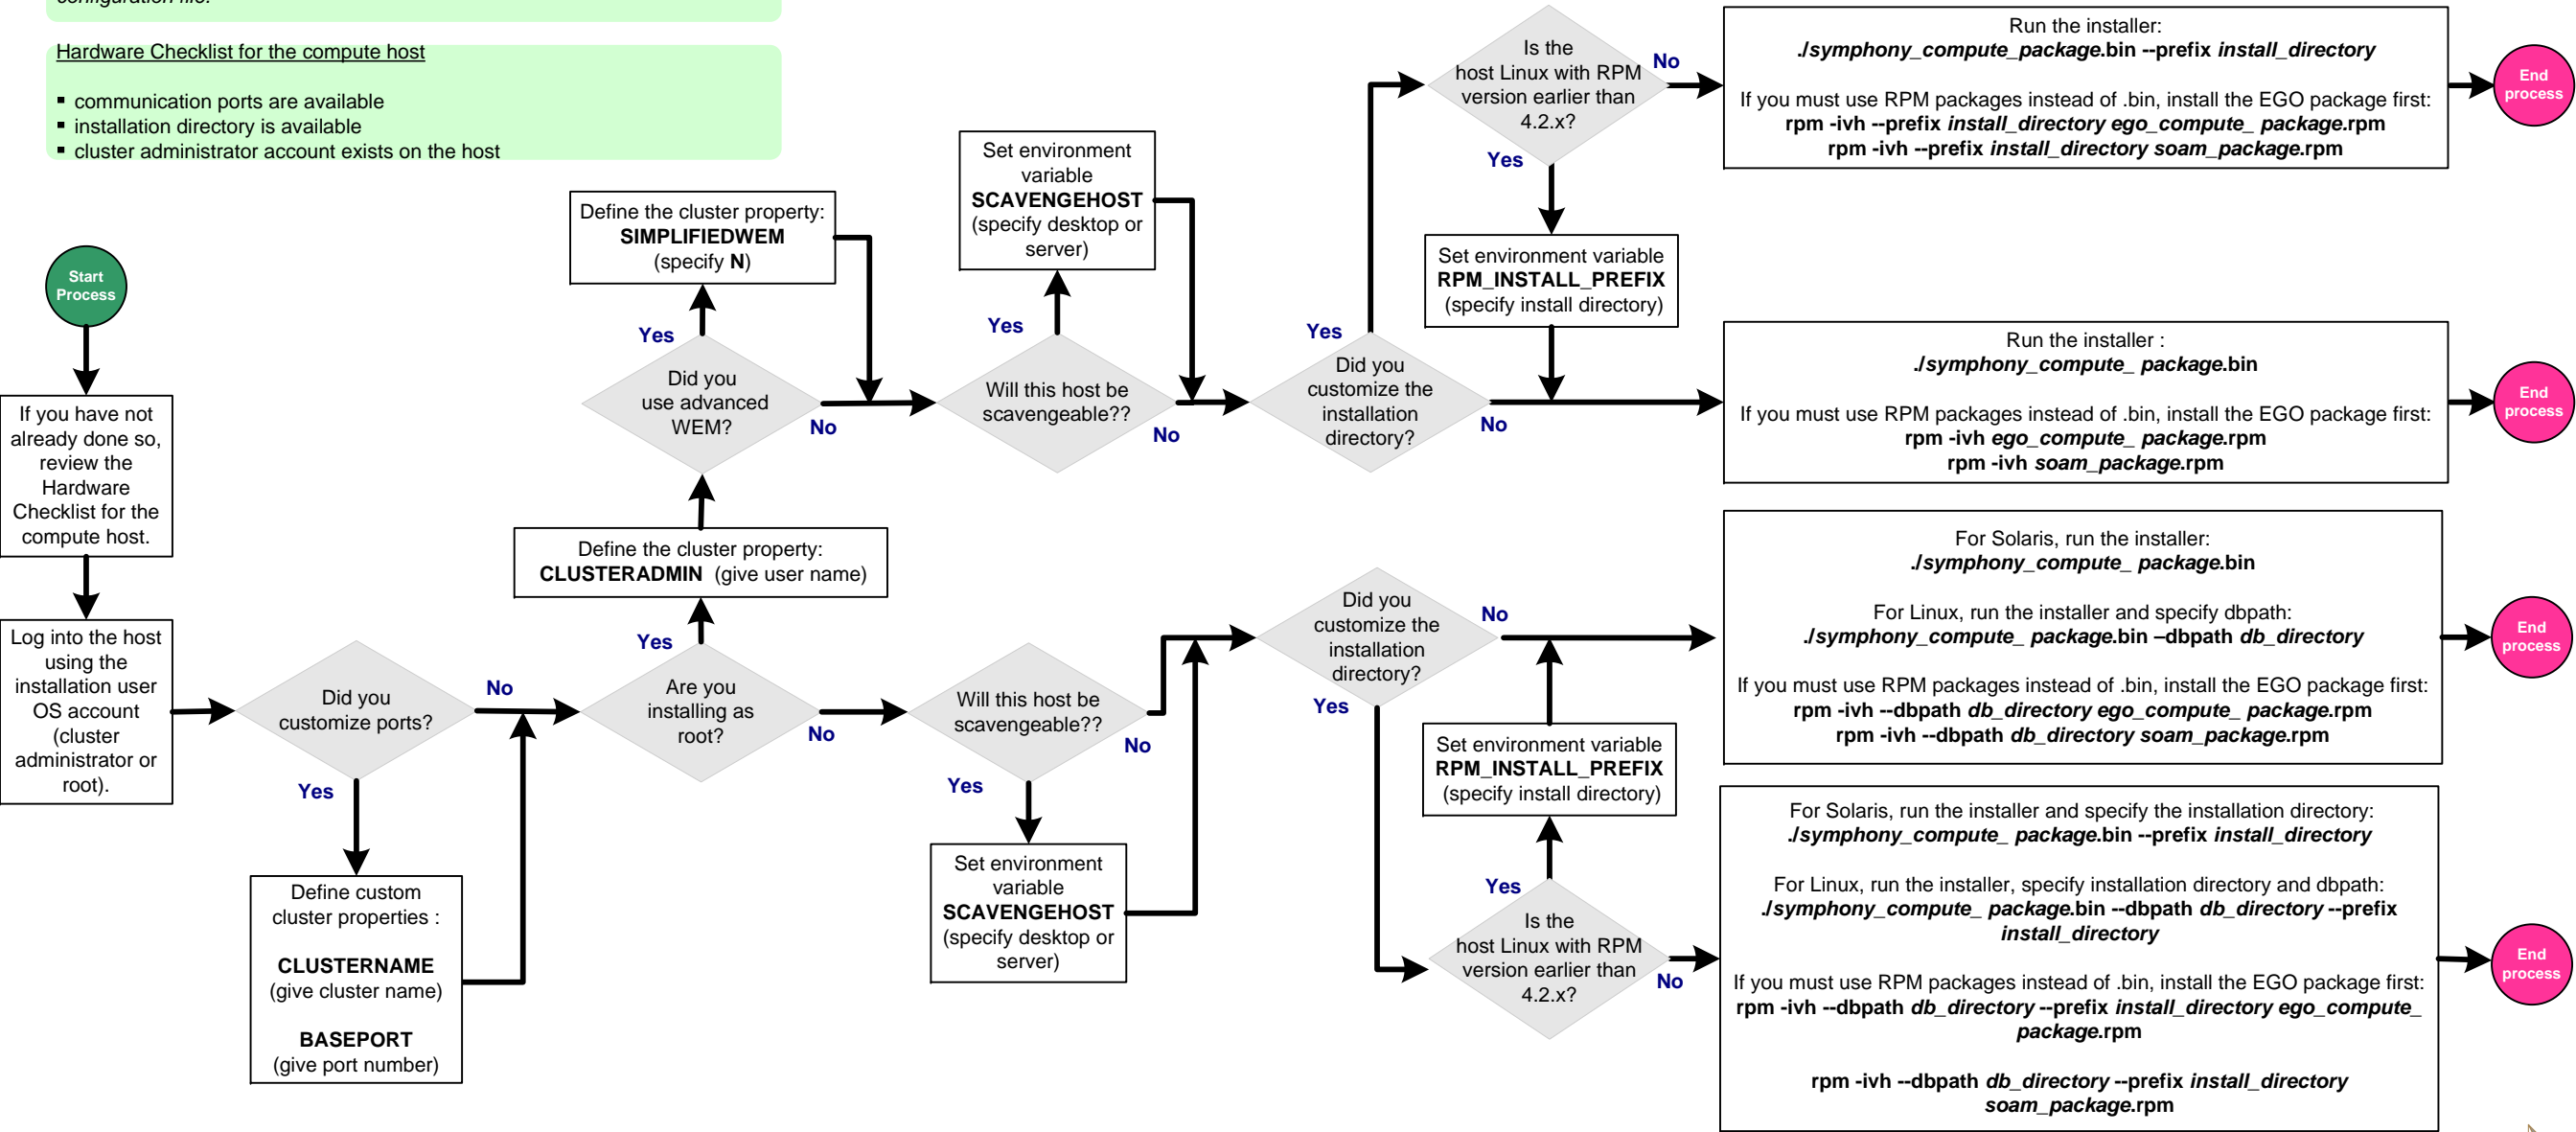 configuration file.
Hardware Checklist for the compute host
▪ communication ports are available
▪ installation directory is available
▪ cluster administrator account exists on the host
Start
Process
If you have not
already done so,
review the
Hardware
Checklist for the
compute host.
Log into the host
using the
installation user
OS account
(cluster
administrator or
root).
Did you
customize ports?
No
Yes
Define custom
cluster properties :
CLUSTERNAME
(give cluster name)
BASEPORT
(give port number)
Are you
installing as
root?
Yes
No
Define the cluster property:
CLUSTERADMIN (give user name)
Did you
use advanced
WEM?
Yes
No
Define the cluster property:
SIMPLIFIEDWEM
(specify N)
Will this host be
scavengeable??
Yes
No
Set environment
variable
SCAVENGEHOST
(specify desktop or
server)
Did you
customize the
installation
directory?
Yes
No
Is the
host Linux with RPM
version earlier than
4.2.x?
No
Yes
Set environment variable
RPM_INSTALL_PREFIX
(specify install directory)
Run the installer:
./symphony_compute_package.bin --prefix install_directory
If you must use RPM packages instead of .bin, install the EGO package first:
rpm -ivh --prefix install_directory ego_compute_ package.rpm
rpm -ivh --prefix install_directory soam_package.rpm
End
process
Run the installer :
./symphony_compute_ package.bin
If you must use RPM packages instead of .bin, install the EGO package first:
rpm -ivh ego_compute_ package.rpm
rpm -ivh soam_package.rpm
End
process
Will this host be
scavengeable??
No
Yes
Set environment
variable
SCAVENGEHOST
(specify desktop or
server)
Did you
customize the
installation
directory?
No
Yes
Set environment variable
RPM_INSTALL_PREFIX
(specify install directory)
Yes
Is the
host Linux with RPM
version earlier than
4.2.x?
No
For Solaris, run the installer:
./symphony_compute_ package.bin
For Linux, run the installer and specify dbpath:
./symphony_compute_ package.bin –dbpath db_directory
If you must use RPM packages instead of .bin, install the EGO package first:
rpm -ivh --dbpath db_directory ego_compute_ package.rpm
rpm -ivh --dbpath db_directory soam_package.rpm
End
process
For Solaris, run the installer and specify the installation directory:
./symphony_compute_ package.bin --prefix install_directory
For Linux, run the installer, specify installation directory and dbpath:
./symphony_compute_ package.bin --dbpath db_directory --prefix
install_directory
If you must use RPM packages instead of .bin, install the EGO package first:
rpm -ivh --dbpath db_directory --prefix install_directory ego_compute_
package.rpm
rpm -ivh --dbpath db_directory --prefix install_directory
soam_package.rpm
End
process